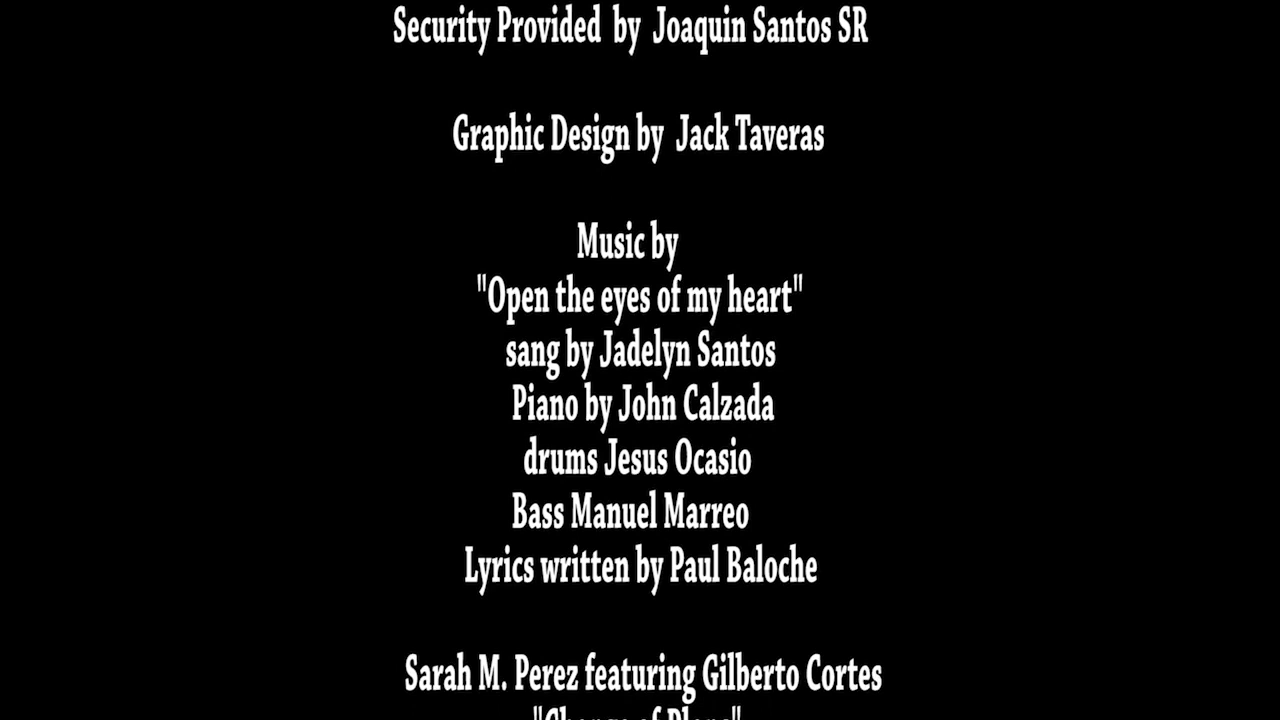 Security Provided by Joaquin Santos SR
Graphic Design by Jack Taveras
Music by
"Open the eyes of my heart"
sang by Jadelyn Santos
Piano by John Calzada
drums Jesus Ocasio
Bass Manuel Marreo
Lyrics written by Paul Baloche
Sarah M. Perez featuring Gilberto Cortes